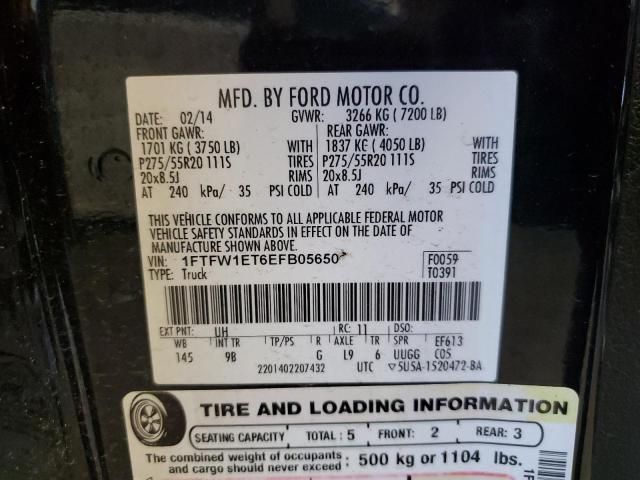 MFD. BY FORD MOTOR CO.
DATE: 02/14 GVWR: 3266 KG ( 7200 LB)
FRONT GAWR: REAR GAWR:
1701 KG ( 3750 LB) WITH 1837 KG ( 4050 LB) WITH
P275/55R20 111S TIRES P275/55R20 111S TIRES
20x8.5J RIMS 20x8.5J RIMS
AT 240 kPa/ 35 PSI COLD AT 240 kPa/ 35 PSI COLD
THIS VEHICLE CONFORMS TO ALL APPLICABLE FEDERAL MOTOR
VEHICLE SAFETY STANDARDS IN EFFECT ON THE DATE OF
MANUFACTURE SHOWN ABOVE.
VIN: 1FTFW1ET6EFB05650 F0059
TYPE: Truck T0391
EXT PNT: UH RC: 11 DSO:
WB INT TR TP/PS R AXLE TR SPR EF613
145 9B G L9 6 UUGG C05
2201402207432 UTC ▽5U5A-1520472-BA
TIRE AND LOADING INFORMATION
SEATING CAPACITY TOTAL: 5 FRONT: 2 REAR: 3
The combined weight of occupants
and cargo should never exceed: 500 kg or 1104 lbs.